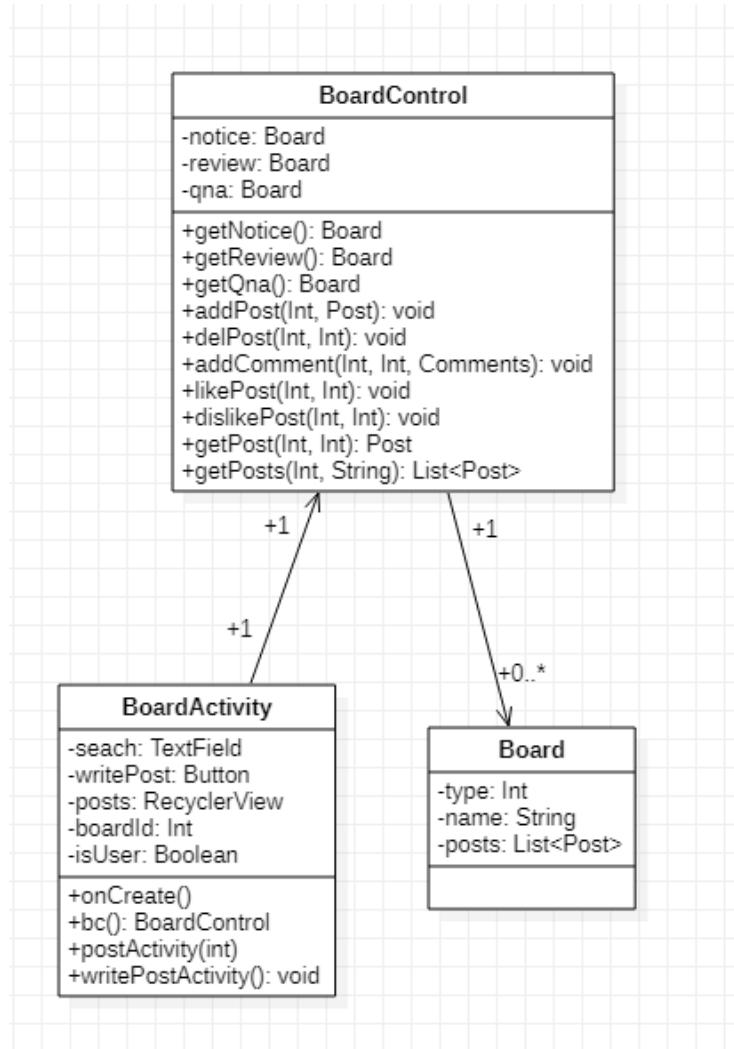 BoardControl
-notice: Board
-review: Board
-qna: Board
+getNotice(): Board
+getReview(): Board
+getQna(): Board
+addPost(Int, Post): void
+delPost(Int, Int): void
+addComment(Int, Int, Comments): void
+likePost(Int, Int): void
+dislikePost(Int, Int): void
+getPost(Int, Int): Post
+getPosts(Int, String): List<Post>
+1
+1
+1
+0..*
BoardActivity
-seach: TextField
-writePost: Button
-posts: RecyclerView
-boardId: Int
-isUser: Boolean
+onCreate()
+bc(): BoardControl
+postActivity(int)
+writePostActivity(): void
Board
-type: Int
-name: String
-posts: List<Post>